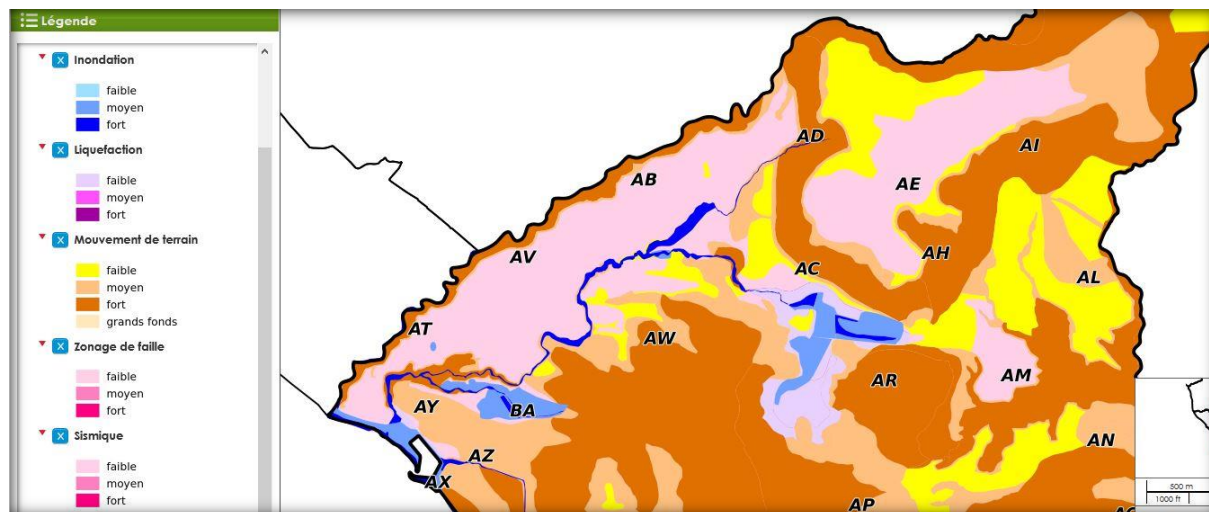 Légende
x Inondation
faible
moyen
fort
x Liquefaction
faible
moyen
fort
x Mouvement de terrain
faible
moyen
fort
grands fonds
x Zonage de faille
faible
moyen
fort
x Sismique
faible
moyen
fort
AD
AI
AB
AE
AV
AH
AC
AL
AT
AW
AR
AM
AY
BA
AN
AZ
AX
AP
500 m
1000 ft